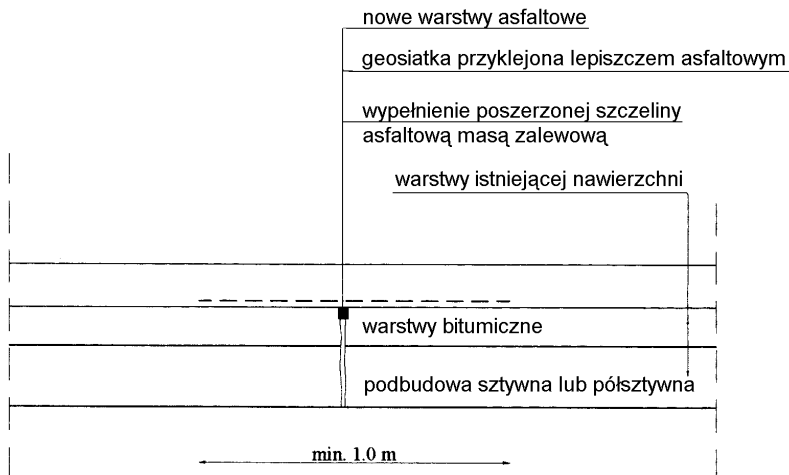 nowe warstwy asfaltowe
geosiatka przyklejona lepiszczem asfaltowym
wypełnienie poszerzonej szczeliny
asfaltową masą zalewową
warstwy istniejącej nawierzchni
warstwy bitumiczne
podbudowa sztywna lub półsztywna
min. 1.0 m